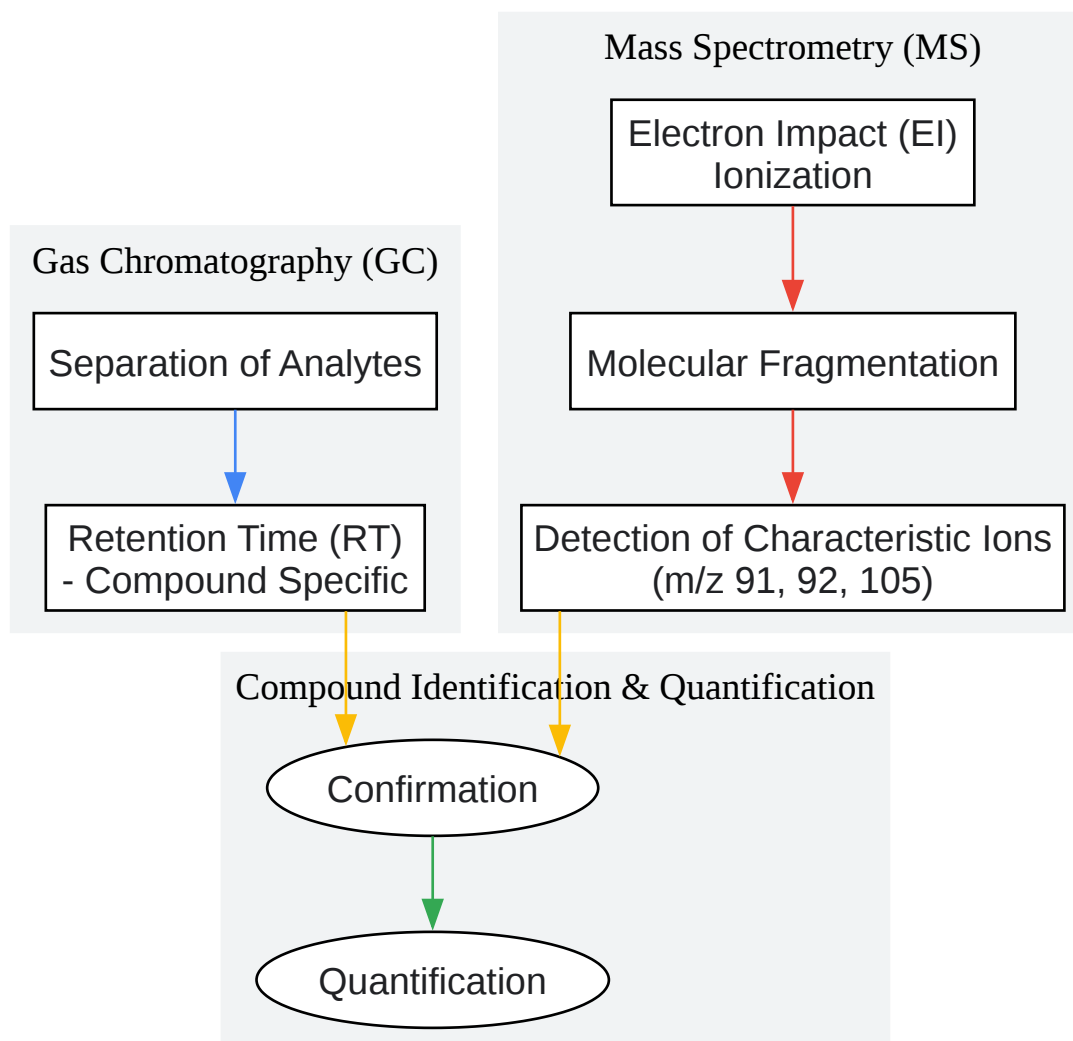 Mass Spectrometry (MS)
Electron Impact (EI)
Ionization
Gas Chromatography (GC)
Separation of Analytes
Molecular Fragmentation
Retention Time (RT)
- Compound Specific
Detection of Characteristic Ions
(m/z 91, 92, 105)
Compound Identification & Quantification
Confirmation
Quantification